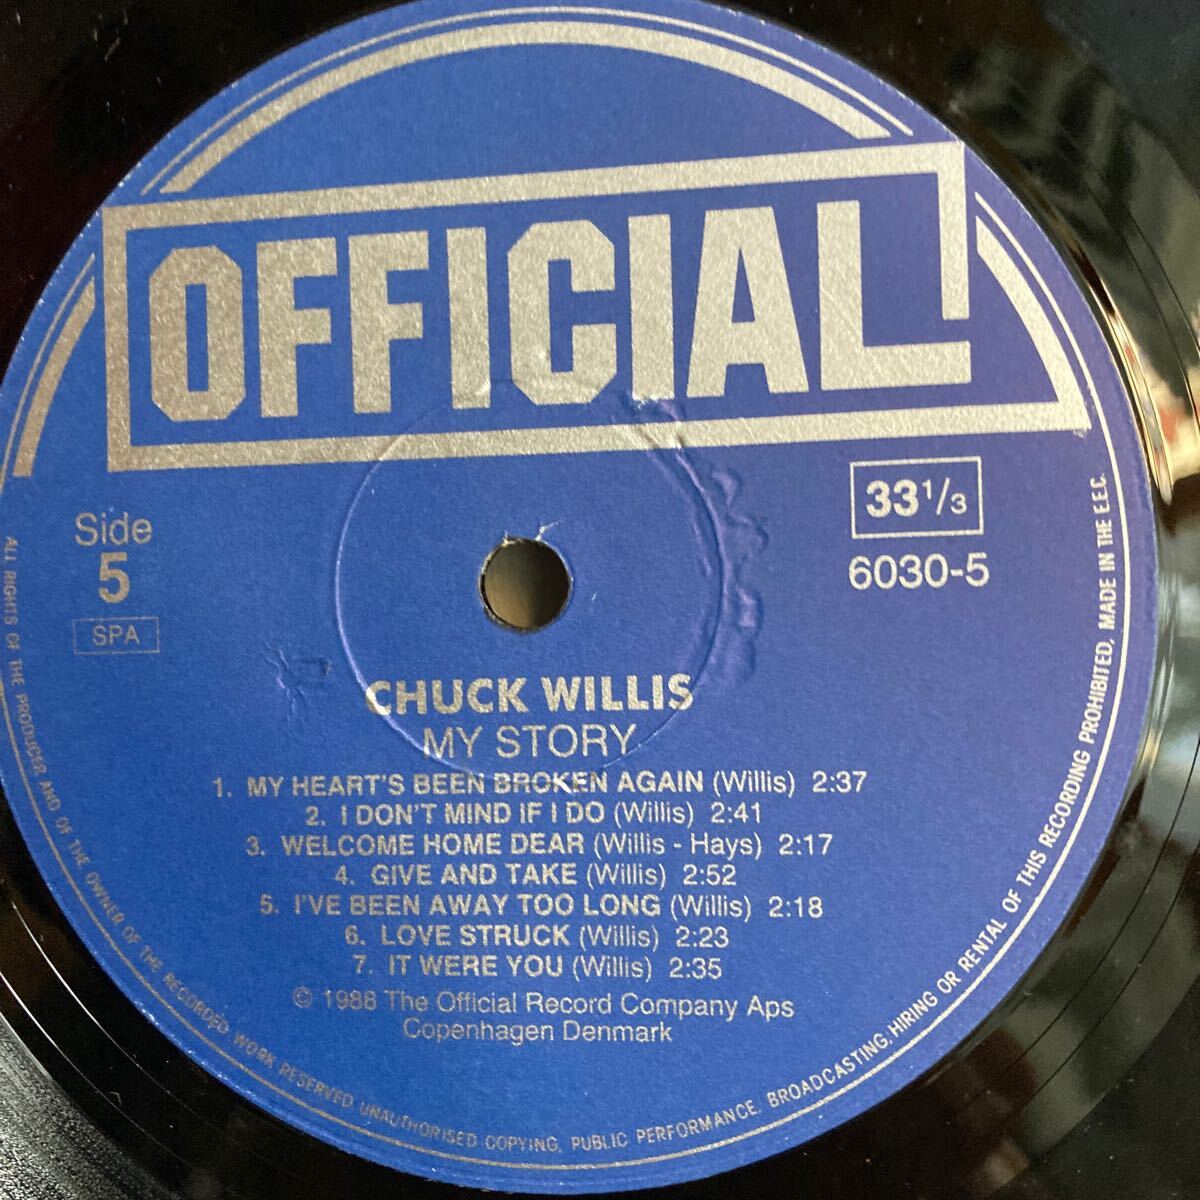 OFFICIAL
Side
5
SPA
33 1/3
6030-5
CHUCK WILLIS
MY STORY
1. MY HEART'S BEEN BROKEN AGAIN (Willis) 2:37
2. I DON'T MIND IF I DO (Willis) 2:41
3. WELCOME HOME DEAR (Willis - Hays) 2:17
4. GIVE AND TAKE (Willis) 2:52
5. I'VE BEEN AWAY TOO LONG (Willis) 2:18
6. LOVE STRUCK (Willis) 2:23
7. IT WERE YOU (Willis) 2:35
© 1988 The Official Record Company Aps
Copenhagen Denmark
ALL RIGHTS OF THE PRODUCER AND OF THE OWNER OF THE RECORDED WORK RESERVED UNAUTHORISED COPYING, PUBLIC PERFORMANCE, BROADCASTING, HIRING OR RENTAL OF THIS RECORDING PROHIBITED, MADE IN THE E.E.C.